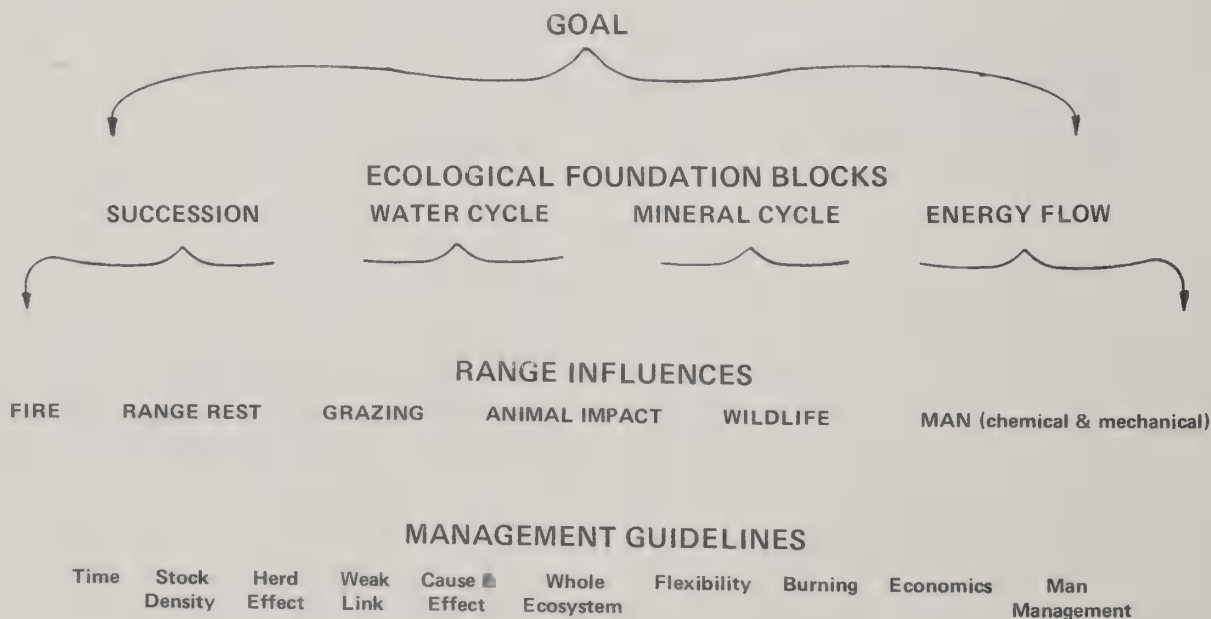 GOAL
ECOLOGICAL FOUNDATION BLOCKS
SUCCESSION WATER CYCLE MINERAL CYCLE ENERGY FLOW
RANGE INFLUENCES
FIRE RANGE REST GRAZING ANIMAL IMPACT WILDLIFE MAN (chemical & mechanical)
MANAGEMENT GUIDELINES
Time Stock Herd Weak Cause & Whole Flexibility Burning Economics Man
Density Effect Link Effect Ecosystem Management